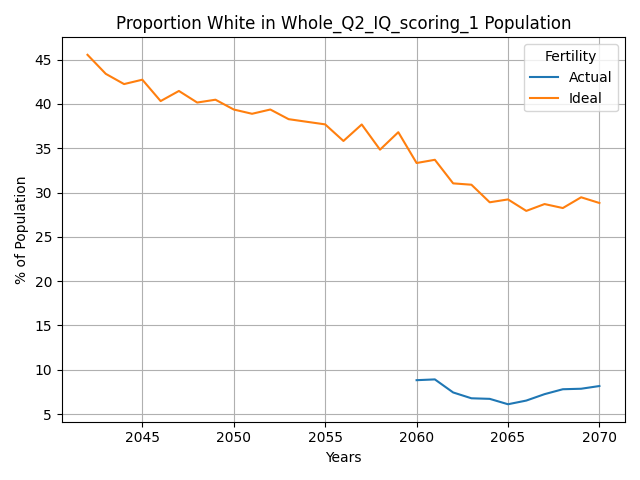 Proportion White in Whole_Q2_IQ_scoring_1 Population
Fertility
Actual
Ideal
% of Population
45
40
35
30
25
20
15
10
5
2045 2050 2055 2060 2065 2070
Years